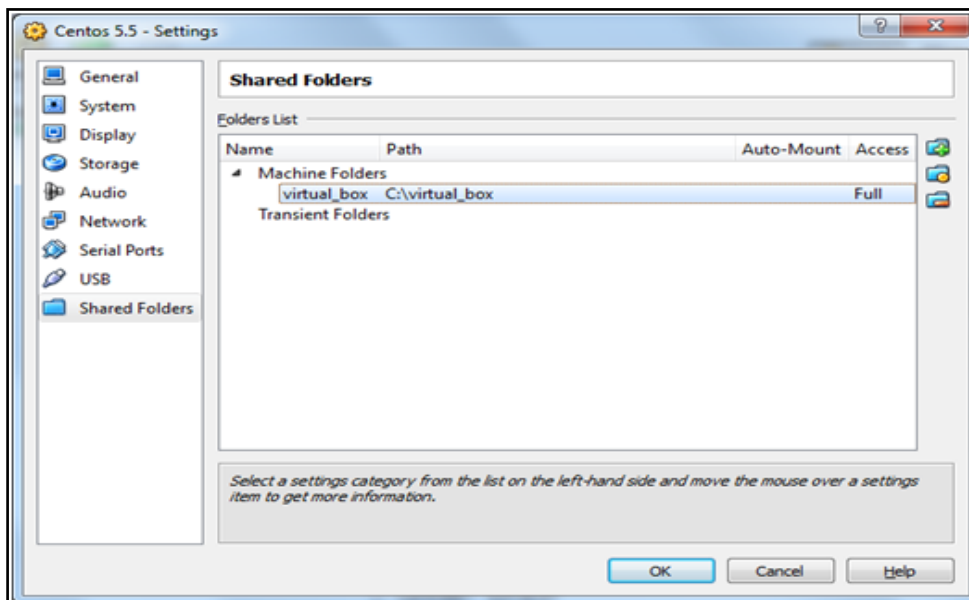 Centos 5.5 - Settings
General
System
Display
Storage
Audio
Network
Serial Ports
USB
Shared Folders
Shared Folders
Folders List
Name Path Auto-Mount Access
Machine Folders
virtual_box C:\virtual_box Full
Transient Folders
Select a settings category from the list on the left-hand side and move the mouse over a settings
item to get more information.
OK Cancel Help